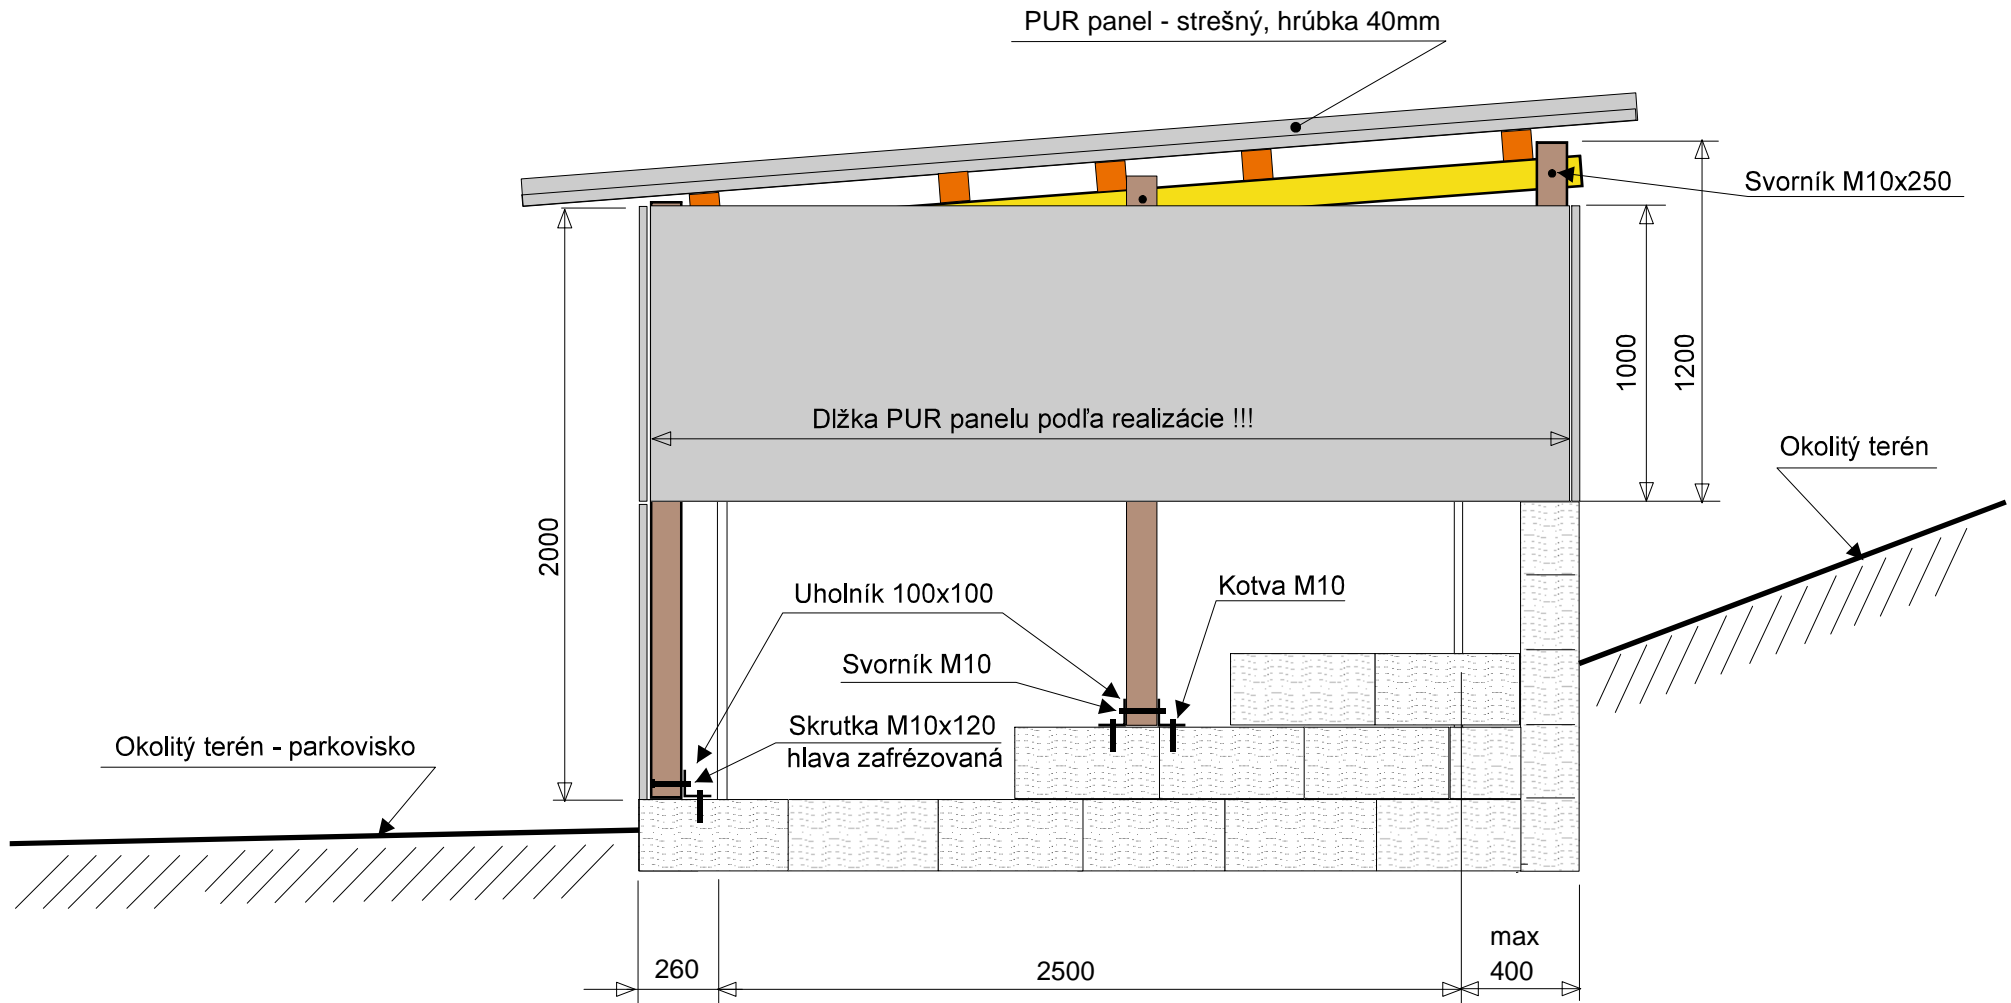 PUR panel - strešný, hrúbka 40mm
Svorník M10x250
1000
1200
Dlžka PUR panelu podľa realizácie !!!
Okolitý terén
2000
Uholník 100x100
Kotva M10
Svorník M10
Skrutka M10x120
hlava zafrézovaná
Okolitý terén - parkovisko
260
2500
max
400